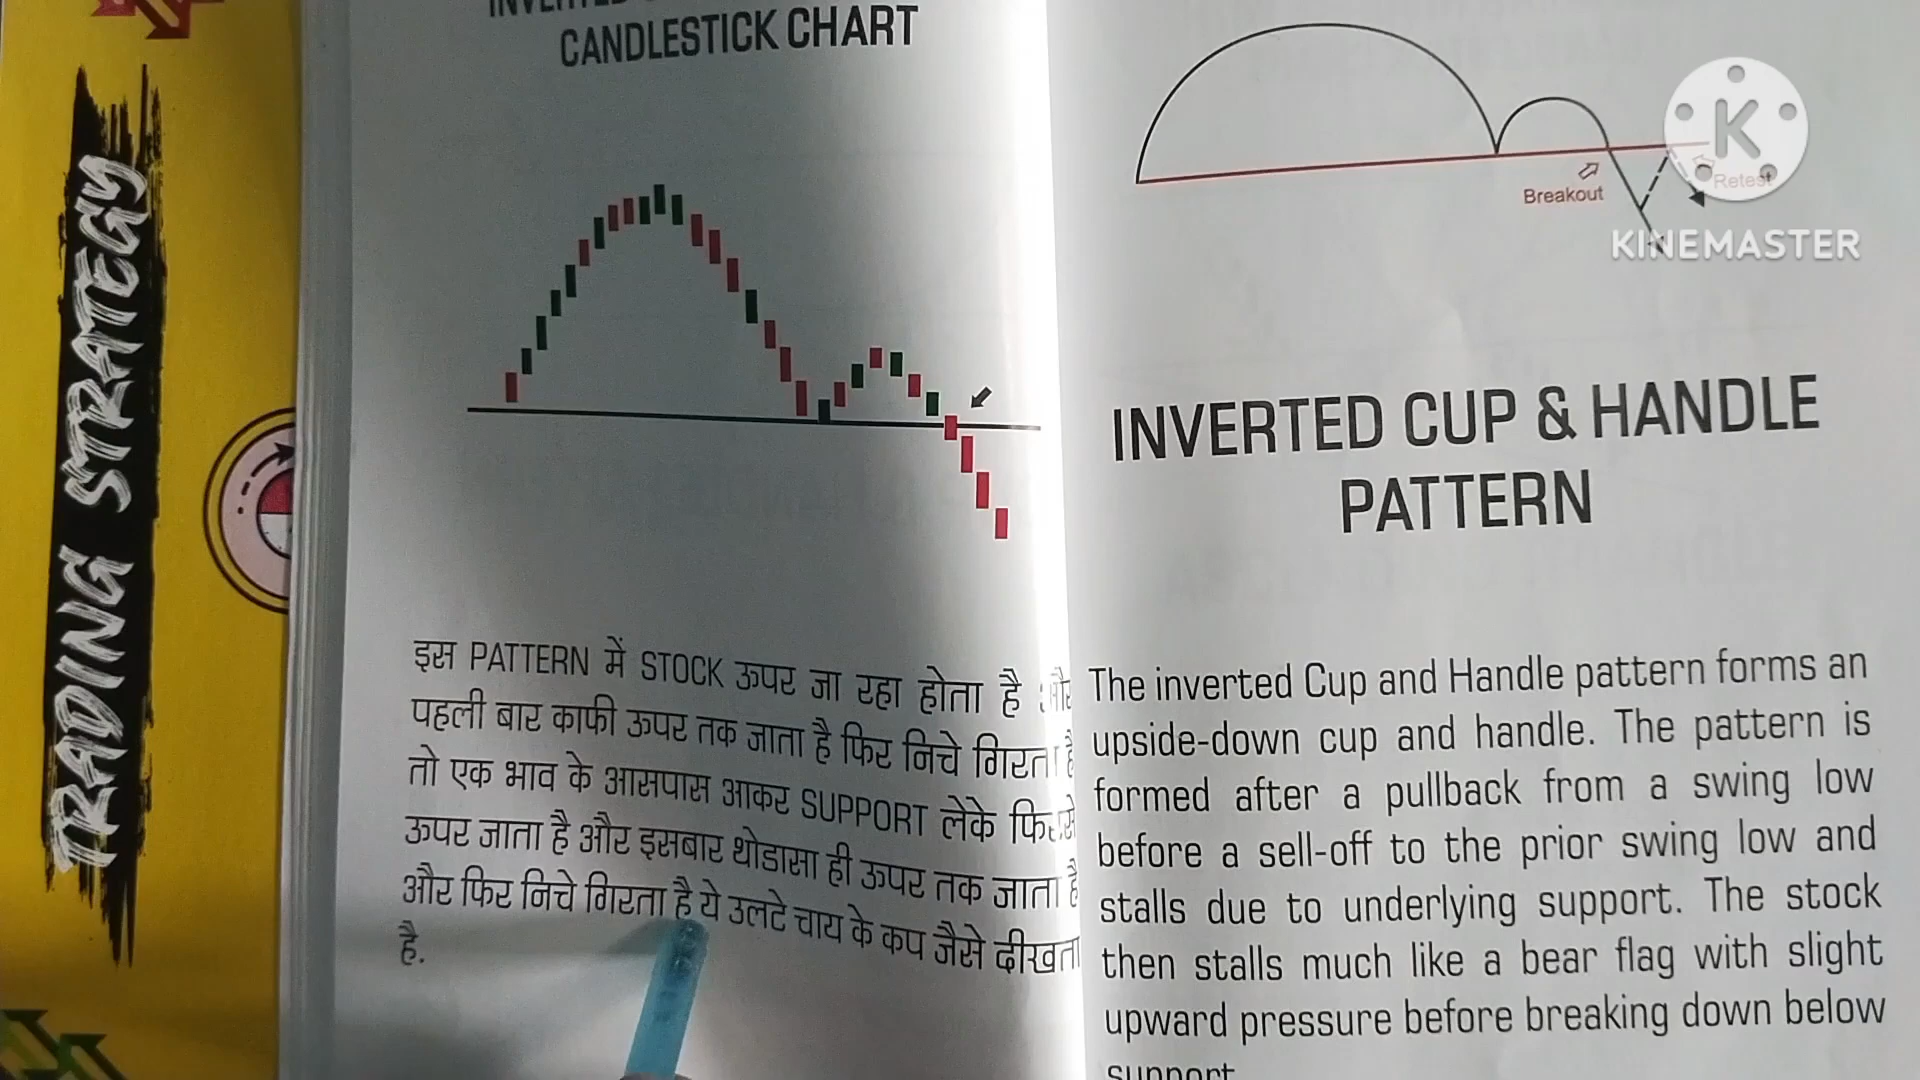 TRADING STRATEGY
CANDLESTICK CHART
इस PATTERN में STOCK ऊपर जा रहा होता है और
पहली बार काफी ऊपर तक जाता है फिर निचे गिरता है
तो एक भाव के आसपास आकर SUPPORT लेके फिरसे
ऊपर जाता है और इसबार थोडासा ही ऊपर तक जाता है
और फिर निचे गिरता है ये उलटे चाय के कप जैसे दीखता
है.
Breakout
Retest
K
KINEMASTER
INVERTED CUP & HANDLE
PATTERN
The inverted Cup and Handle pattern forms an
upside-down cup and handle. The pattern is
formed after a pullback from a swing low
before a sell-off to the prior swing low and
stalls due to underlying support. The stock
then stalls much like a bear flag with slight
upward pressure before breaking down below
support